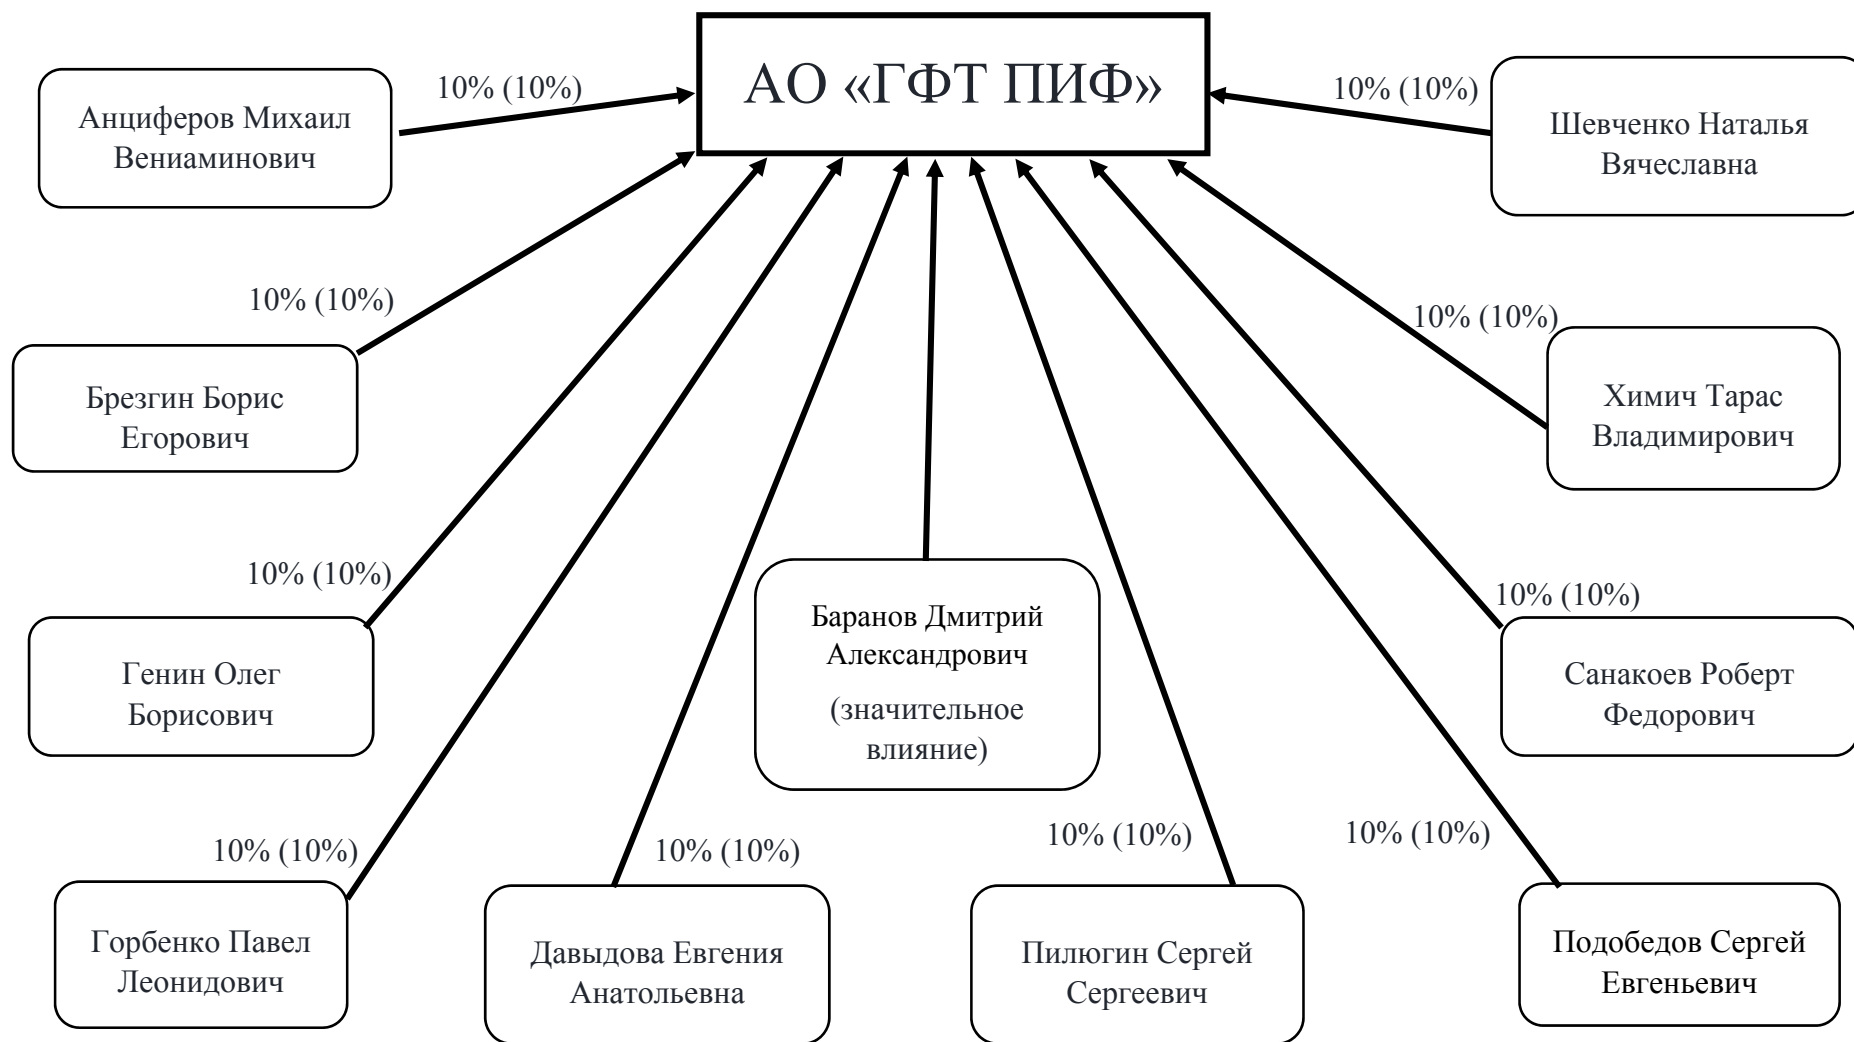 АО «ГФТ ПИФ»
10% (10%)
Анциферов Михаил
Вениаминович
10% (10%)
Шевченко Наталья
Вячеславна
10% (10%)
Брезгин Борис
Егорович
10% (10%)
Химич Тарас
Владимирович
10% (10%)
Генин Олег
Борисович
Баранов Дмитрий
Александрович
(значительное
влияние)
10% (10%)
Санакоев Роберт
Федорович
10% (10%)
Горбенко Павел
Леонидович
10% (10%)
Давыдова Евгения
Анатольевна
10% (10%)
Пилюгин Сергей
Сергеевич
10% (10%)
Подобедов Сергей
Евгеньевич